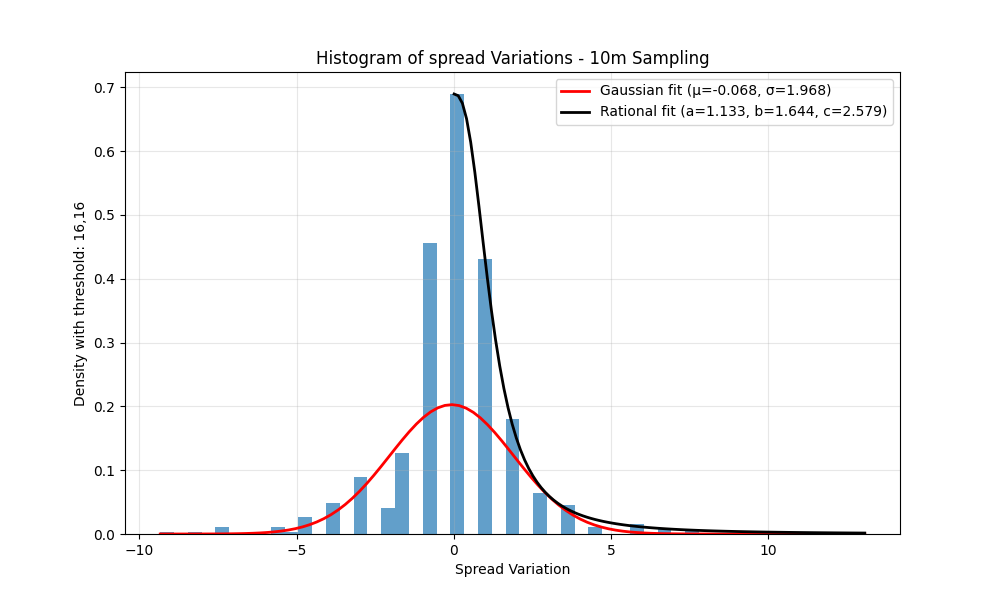 Histogram of spread Variations - 10m Sampling
Gaussian fit (μ=-0.068, σ=1.968)
Rational fit (a=1.133, b=1.644, c=2.579)
Density with threshold: 16,16
0.7
0.6
0.5
0.4
0.3
0.2
0.1
0.0
−10
−5
0
5
10
Spread Variation